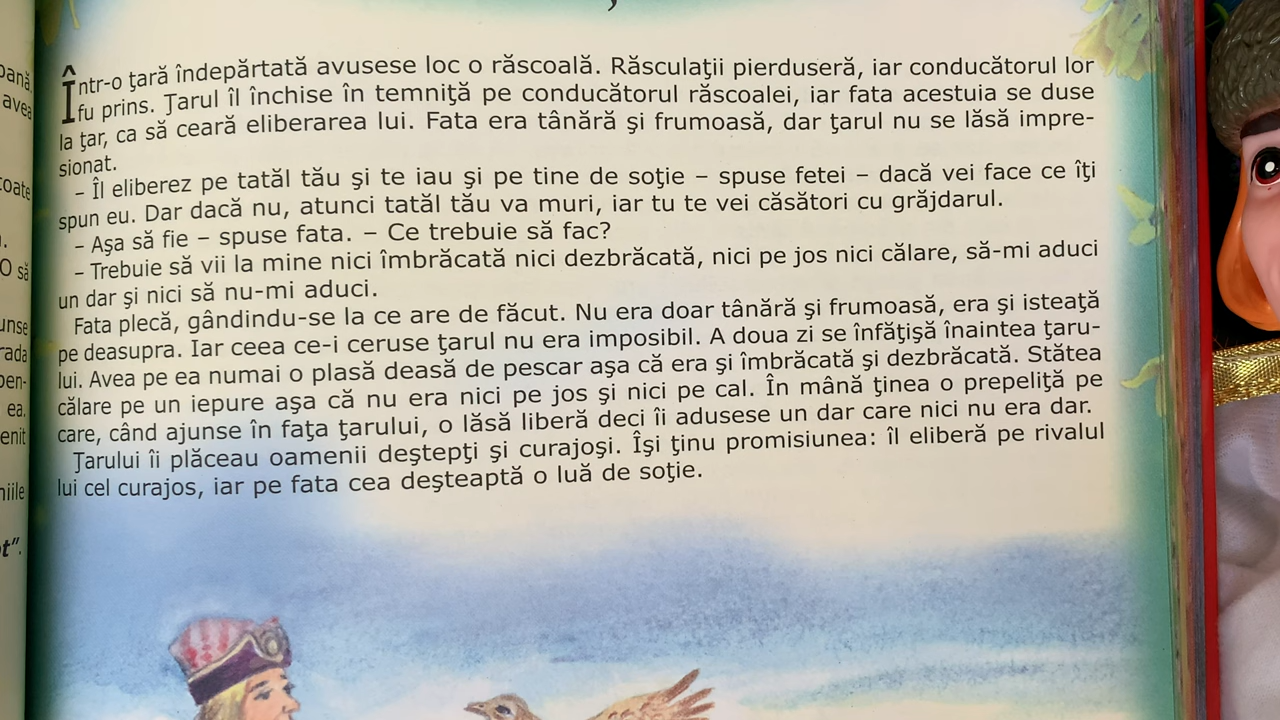 oană,
avea
coate
O să
unse
rada
pen-
ea.
enit
niile
t".
Într-o ţară îndepărtată avusese loc o răscoală. Răsculaţii pierduseră, iar conducătorul lor
fu prins. Ţarul îl închise în temniţă pe conducătorul răscoalei, iar fata acestuia se duse
la ţar, ca să ceară eliberarea lui. Fata era tânără şi frumoasă, dar ţarul nu se lăsă impre-
sionat.
– Îl eliberez pe tatăl tău şi te iau şi pe tine de soţie – spuse fetei – dacă vei face ce îţi
spun eu. Dar dacă nu, atunci tatăl tău va muri, iar tu te vei căsători cu grăjdarul.
– Aşa să fie – spuse fata. – Ce trebuie să fac?
– Trebuie să vii la mine nici îmbrăcată nici dezbrăcată, nici pe jos nici călare, să-mi aduci
un dar şi nici să nu-mi aduci.
Fata plecă, gândindu-se la ce are de făcut. Nu era doar tânără şi frumoasă, era şi isteaţă
pe deasupra. Iar ceea ce-i ceruse ţarul nu era imposibil. A doua zi se înfăţişă înaintea ţaru-
lui. Avea pe ea numai o plasă deasă de pescar aşa că era şi îmbrăcată şi dezbrăcată. Stătea
călare pe un iepure aşa că nu era nici pe jos şi nici pe cal. În mână ţinea o prepeliţă pe
care, când ajunse în faţa ţarului, o lăsă liberă deci îi adusese un dar care nici nu era dar.
Ţarului îi plăceau oamenii deştepţi şi curajoşi. Îşi ţinu promisiunea: îl eliberă pe rivalul
lui cel curajos, iar pe fata cea deşteaptă o luă de soţie.